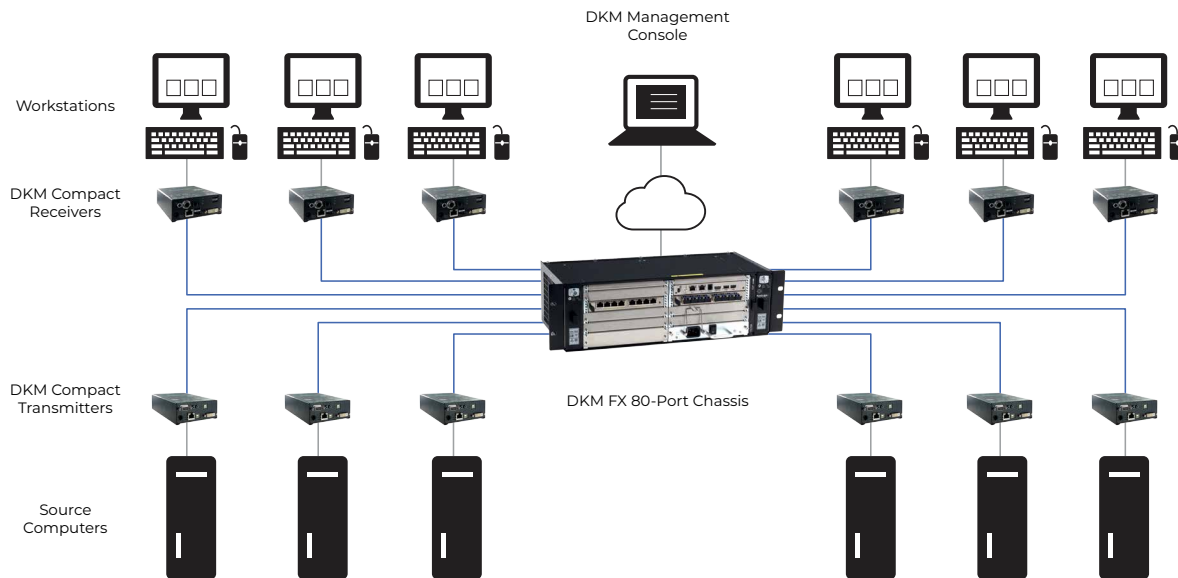 DKM Management
Console
Workstations
DKM Compact
Receivers
DKM Compact
Transmitters
DKM FX 80-Port Chassis
Source
Computers